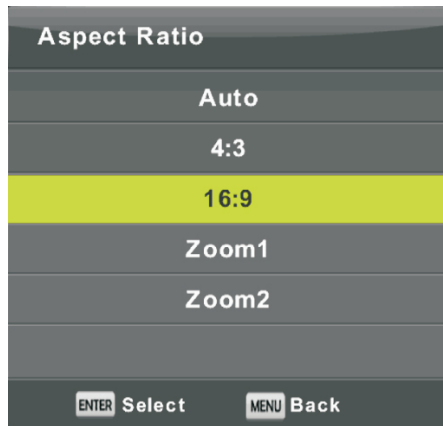 Aspect Ratio
Auto
4:3
16:9
Zoom1
Zoom2
ENTER Select MENU Back